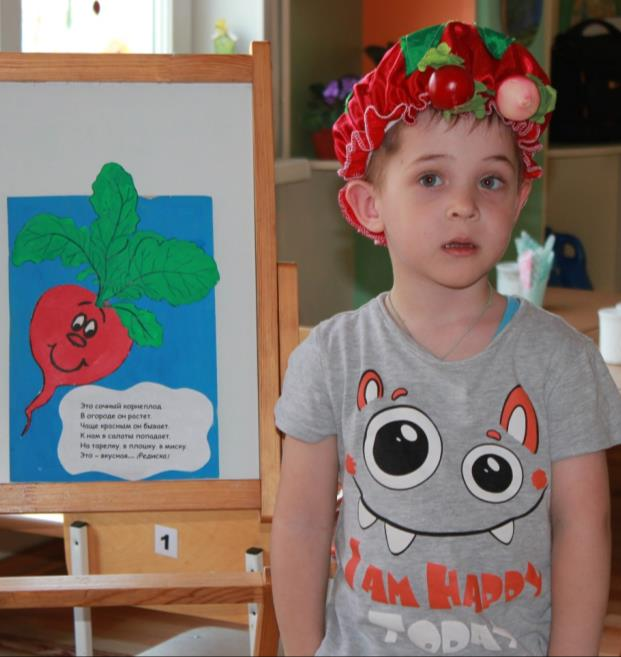 Это сочный корнеплод
В огороде он растет.
Чаще красным он бывает,
К нам в салаты попадает,
На тарелку, в плошку, в миску.
Это – вкусная... /Редиска/
1
I AM HAPPY
TODAY